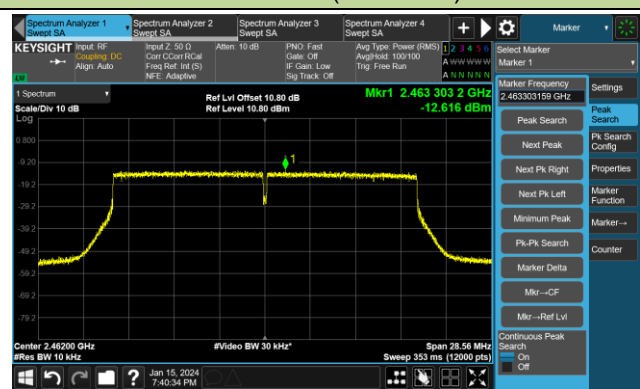 Spectrum Analyzer 1
Swept SA
Spectrum Analyzer 2
Swept SA
Spectrum Analyzer 3
Swept SA
Spectrum Analyzer 4
Swept SA
Marker
KEYSIGHT
Input: RF
Coupling: DC
Align: Auto
Input Z: 50 Ω
Corr CCorr RCal
Freq Ref: Int (S)
NFE: Adaptive
Atten: 10 dB
PNO: Fast
Gate: Off
IF Gain: Low
Sig Track: Off
Avg Type: Power (RMS)
Avg|Hold: 100/100
Trig: Free Run
1 2 3 4 5 6
A W W W W W
A N N N N N
LW
Select Marker
Marker 1
1 Spectrum
Scale/Div 10 dB
Log
Ref Lvl Offset 10.80 dB
Ref Level 10.80 dBm
Mkr1 2.463 303 2 GHz
-12.616 dBm
0.800
-9.20
-19.2
-29.2
-39.2
-49.2
-59.2
-69.2
-79.2
1
Center 2.46200 GHz
#Res BW 10 kHz
#Video BW 30 kHz*
Span 28.56 MHz
Sweep 353 ms (12000 pts)
Marker Frequency
2.463303159 GHz
Peak Search
Next Peak
Next Pk Right
Next Pk Left
Minimum Peak
Pk-Pk Search
Marker Delta
Mkr→CF
Mkr→Ref Lvl
Continuous Peak
Search
On
Off
Settings
Peak
Search
Pk Search
Config
Properties
Marker
Function
Marker→
Counter
Jan 15, 2024
7:40:34 PM